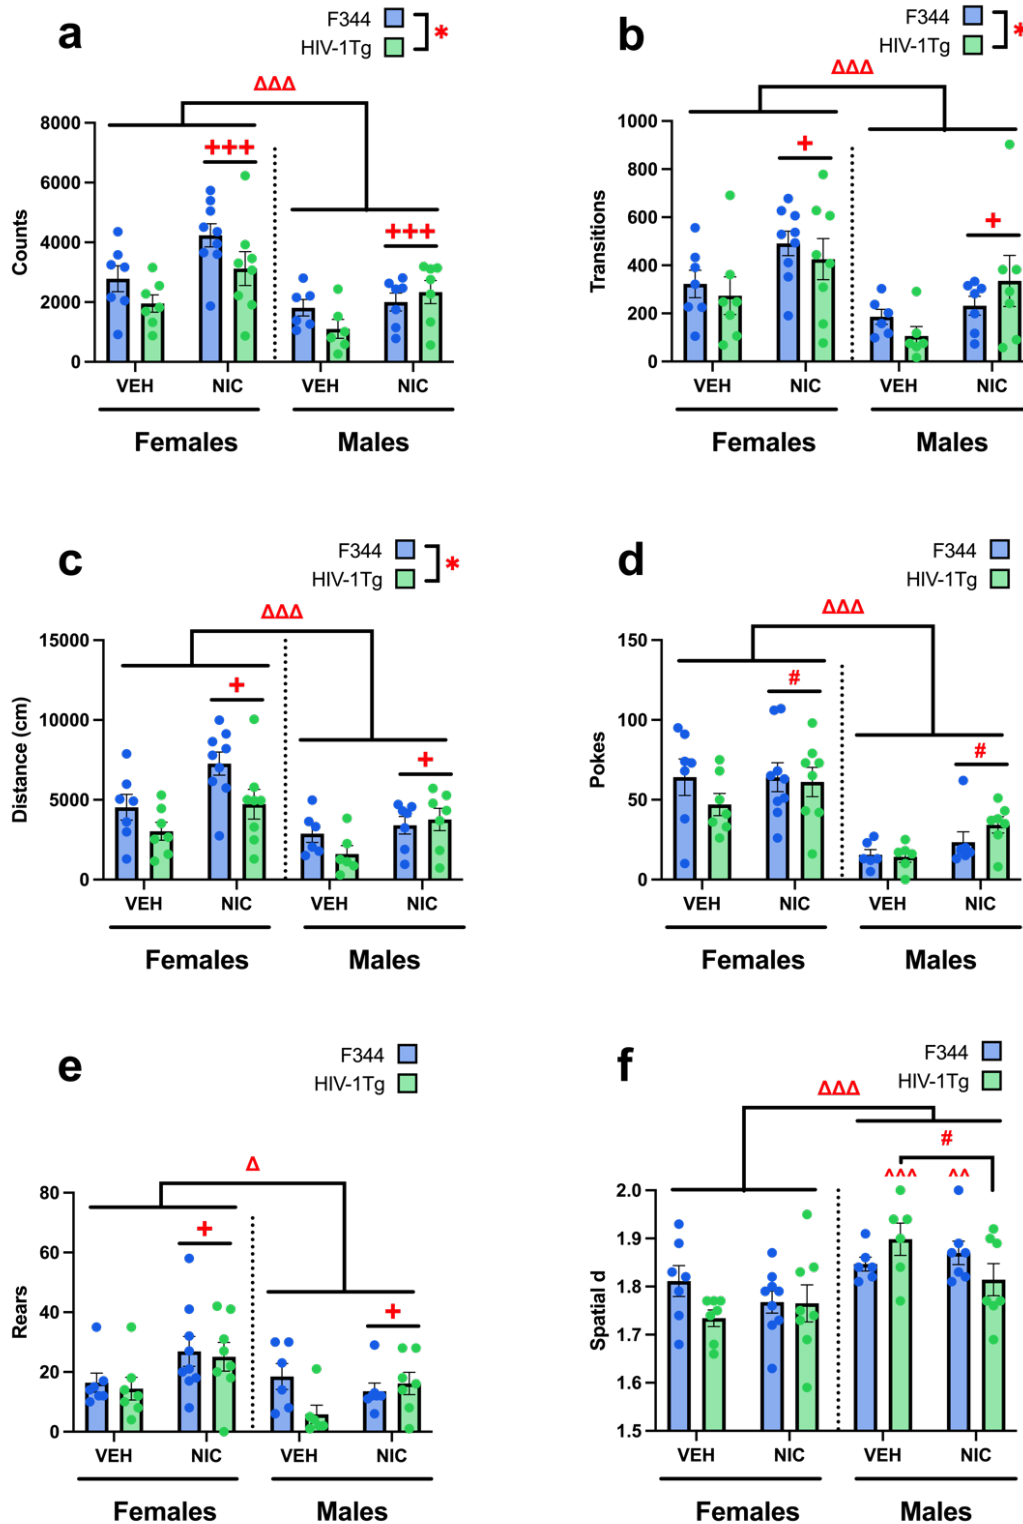 a
F344
HIV-1Tg
*
ΔΔΔ
+++
+++
Counts
8000
6000
4000
2000
0
VEH NIC VEH NIC
Females Males
b
F344
HIV-1Tg
*
ΔΔΔ
+
+
Transitions
1000
800
600
400
200
0
VEH NIC VEH NIC
Females Males
c
F344
HIV-1Tg
*
ΔΔΔ
+
+
Distance (cm)
15000
10000
5000
0
VEH NIC VEH NIC
Females Males
d
F344
HIV-1Tg
ΔΔΔ
#
#
Pokes
150
100
50
0
VEH NIC VEH NIC
Females Males
e
F344
HIV-1Tg
Δ
+
+
Rears
80
60
40
20
0
VEH NIC VEH NIC
Females Males
f
F344
HIV-1Tg
ΔΔΔ
#
^^^ ^^
Spatial d
2.0
1.9
1.8
1.7
1.6
1.5
VEH NIC VEH NIC
Females Males